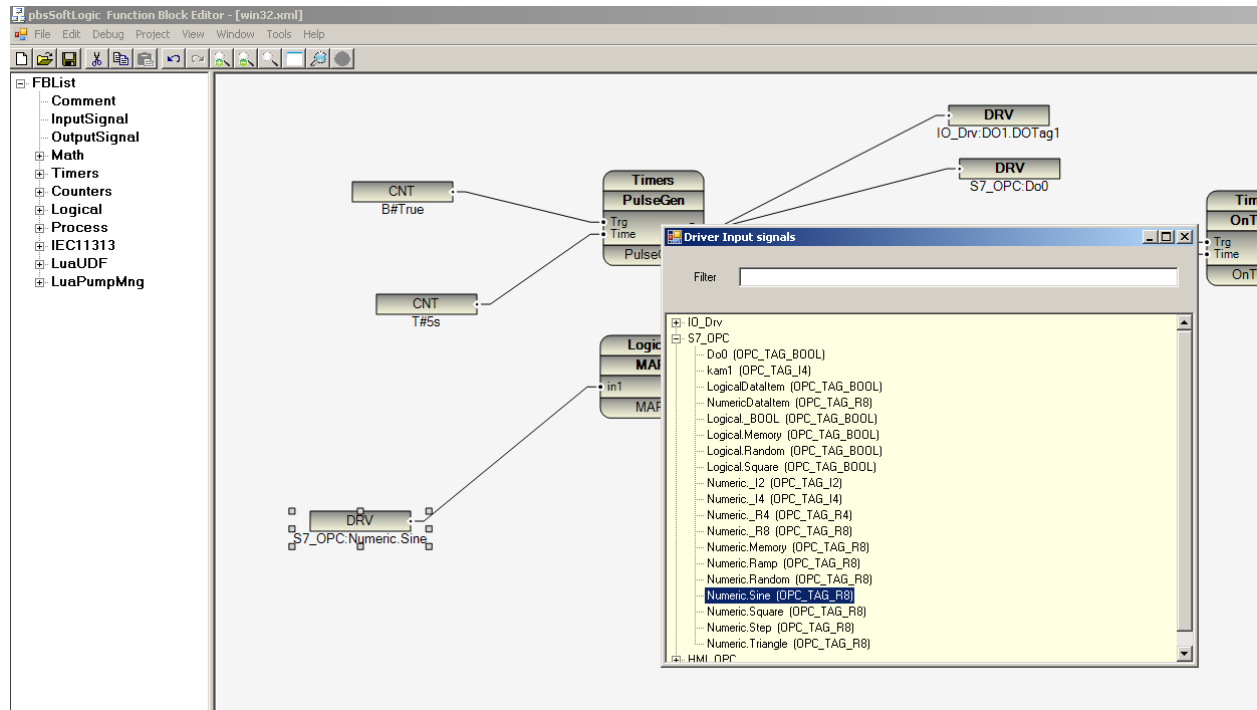 pbsSoftLogic Function Block Editor - [win32.xml]
File Edit Debug Project View Window Tools Help
FBList
Comment
InputSignal
OutputSignal
Math
Timers
Counters
Logical
Process
IEC11313
LuaUDF
LuaPumpMng
DRV
IO_Drv:DO1.DOTag1
DRV
S7_OPC:Do0
CNT
B#True
Timers
PulseGen
Trg
Time
CNT
T#5s
in1
DRV
S7_OPC:Numeric.Sine
Trg
Time
Driver Input signals
Filter
IO_Drv
S7_OPC
Do0 (OPC_TAG_BOOL)
kam1 (OPC_TAG_I4)
LogicalDataItem (OPC_TAG_BOOL)
NumericDataItem (OPC_TAG_R8)
Logical._BOOL (OPC_TAG_BOOL)
Logical.Memory (OPC_TAG_BOOL)
Logical.Random (OPC_TAG_BOOL)
Logical.Square (OPC_TAG_BOOL)
Numeric._I2 (OPC_TAG_I2)
Numeric._I4 (OPC_TAG_I4)
Numeric._R4 (OPC_TAG_R4)
Numeric._R8 (OPC_TAG_R8)
Numeric.Memory (OPC_TAG_R8)
Numeric.Ramp (OPC_TAG_R8)
Numeric.Random (OPC_TAG_R8)
Numeric.Sine (OPC_TAG_R8)
Numeric.Square (OPC_TAG_R8)
Numeric.Step (OPC_TAG_R8)
Numeric.Triangle (OPC_TAG_R8)